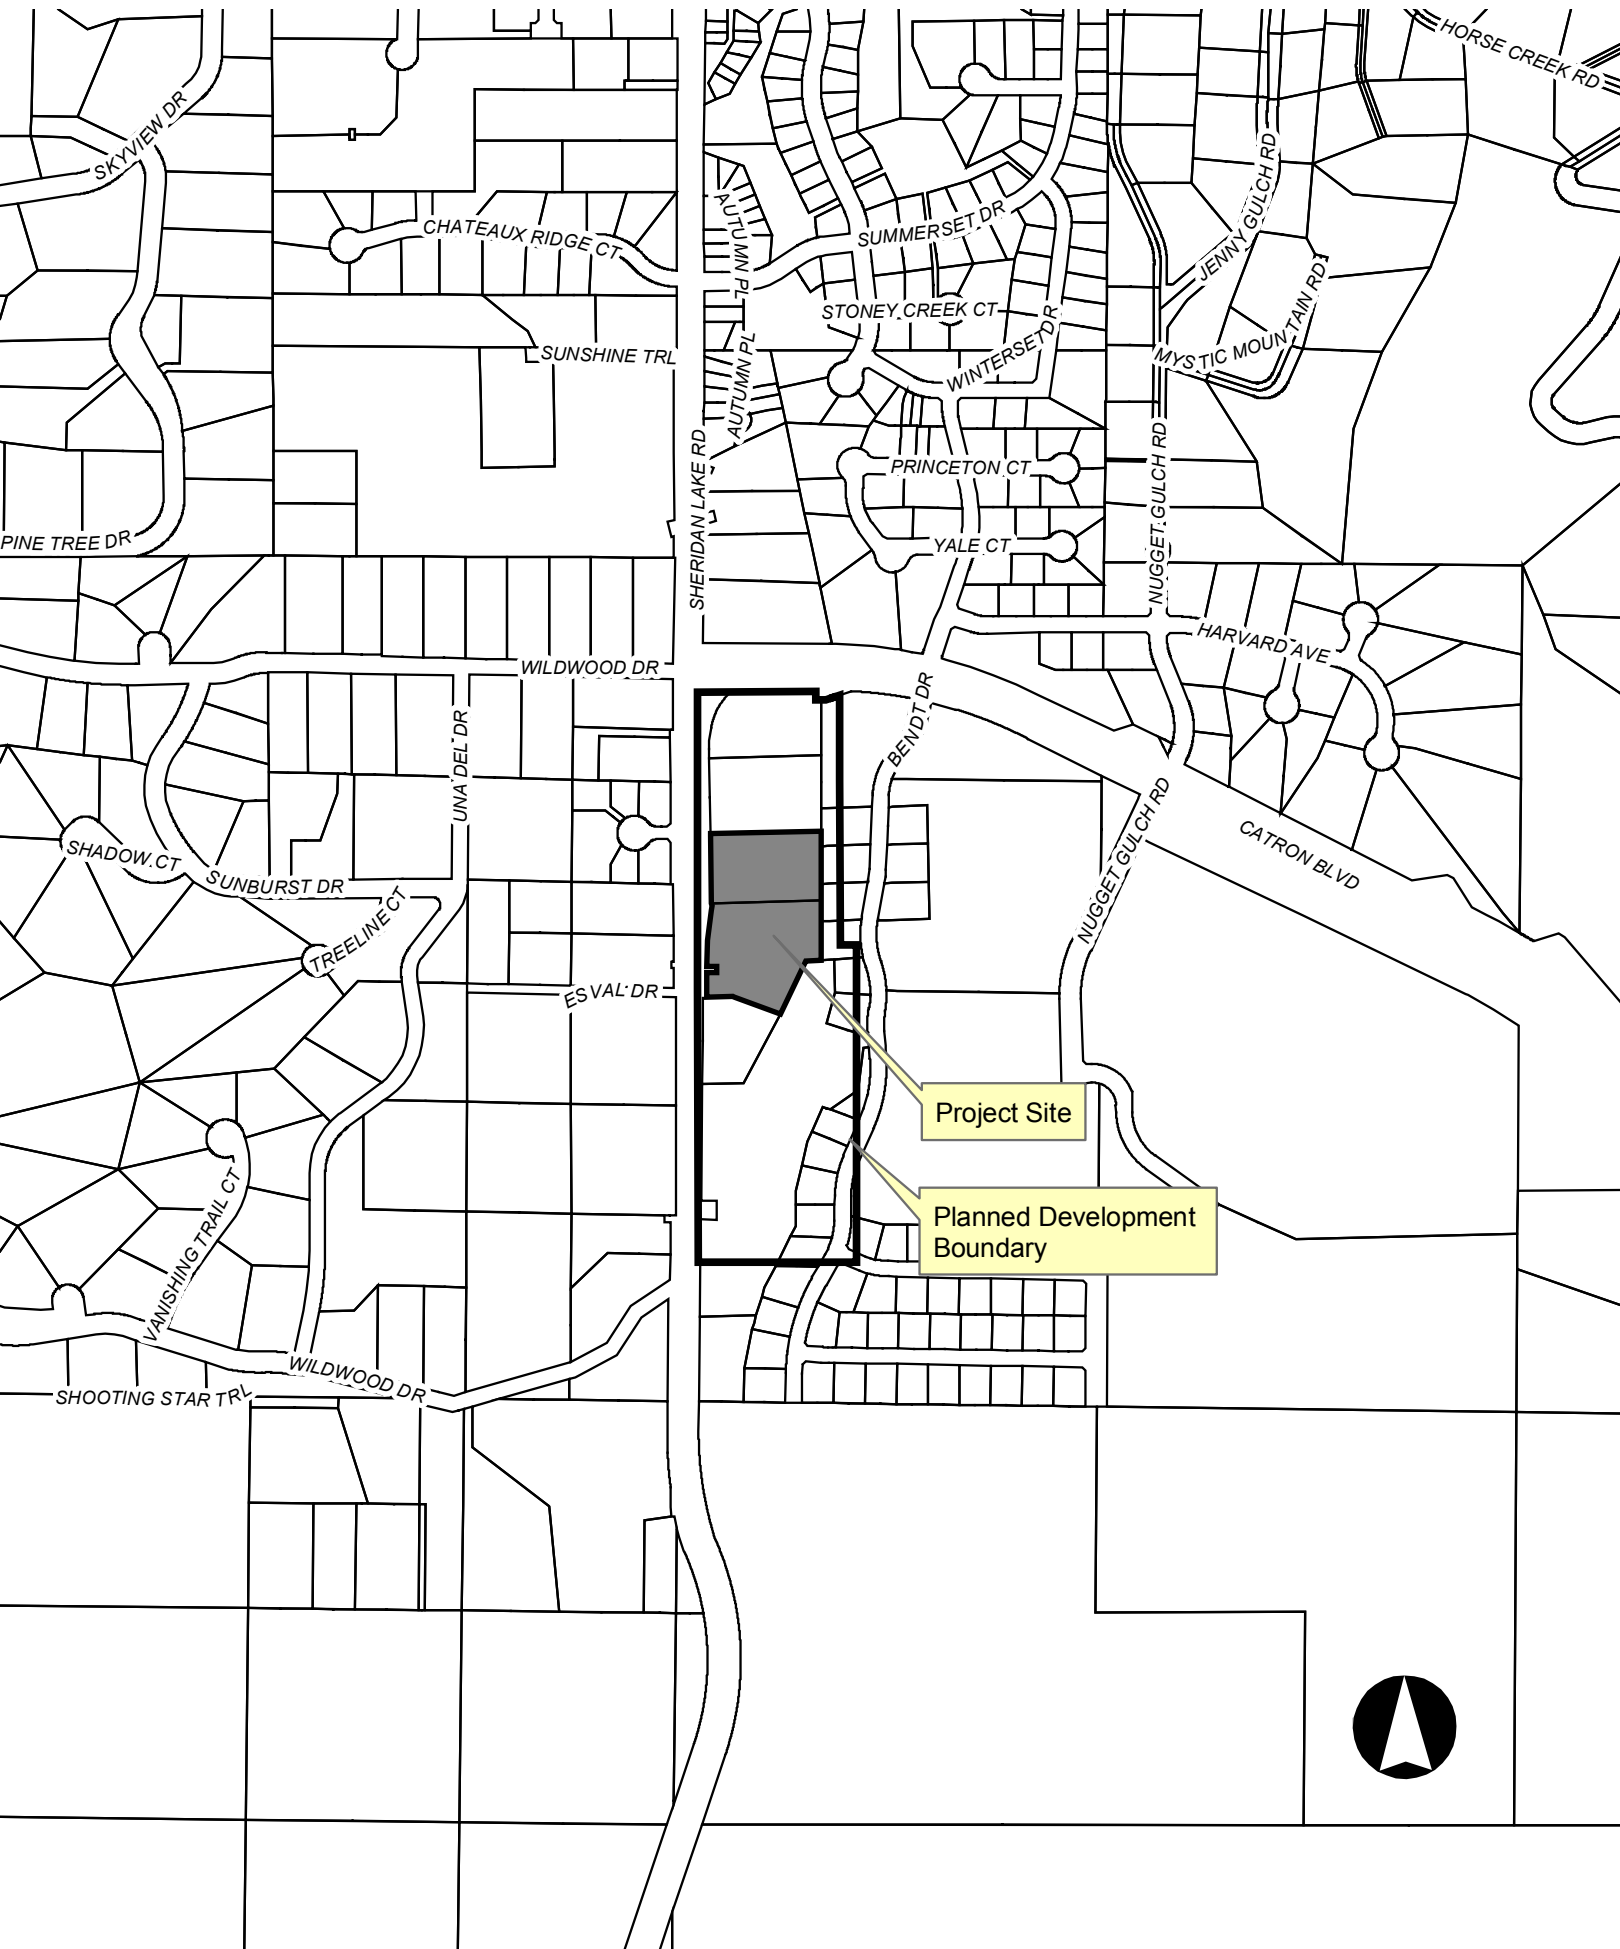 HORSE CREEK RD
SKYVIEW DR
JENNY GULCH RD
AUTUMN PL
SUMMERSET DR
CHATEAUX RIDGE CT
STONEY CREEK CT
MYSTIC MOUNTAIN RD
SUNSHINE TRL
WINTERSET DR
AUTUMN PL
PRINCETON CT
SHERIDAN LAKE RD
NUGGET GULCH RD
PINE TREE DR
YALE CT
HARVARD AVE
WILDWOOD DR
BENDT DR
UNA DEL DR
NUGGET GULCH RD
CATRON BLVD
SHADOW CT
SUNBURST DR
TREELINE CT
ESVAL DR
Project Site
Planned Development
Boundary
VANISHING TRAIL CT
WILDWOOD DR
SHOOTING STAR TRL